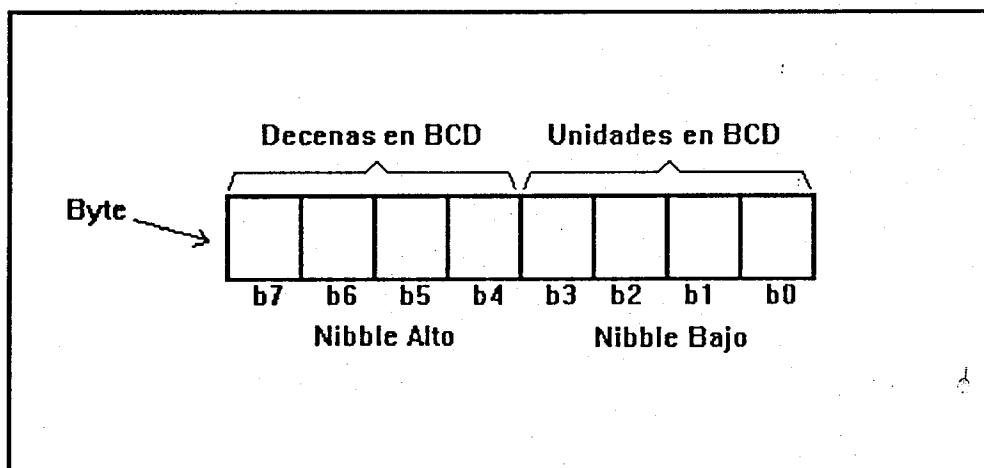 Decenas en BCD Unidades en BCD
Byte
b7 b6 b5 b4 b3 b2 b1 b0
Nibble Alto Nibble Bajo